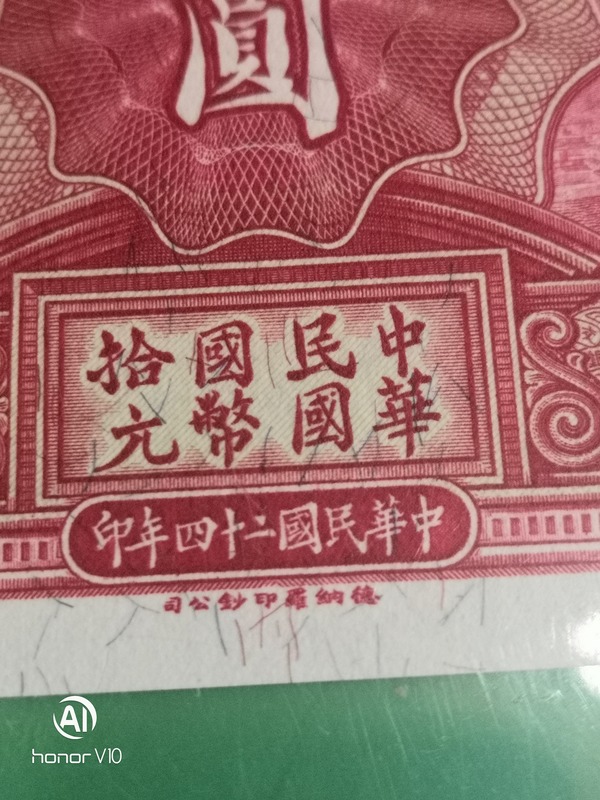 圓
中華民國國幣拾元
中華民國二十四年印
德納羅印鈔公司
AI
honor V10